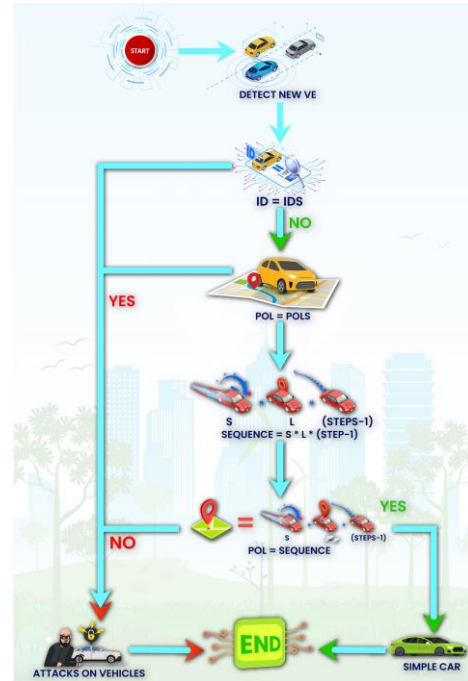 START
DETECT NEW VE
ID
ID = IDS
NO
YES
POL = POLS
S L (STEPS-1)
SEQUENCE = S * L * (STEP-1)
YES
NO
=
S (STEPS-1)
POL = SEQUENCE
END
ATTACKS ON VEHICLES
SIMPLE CAR